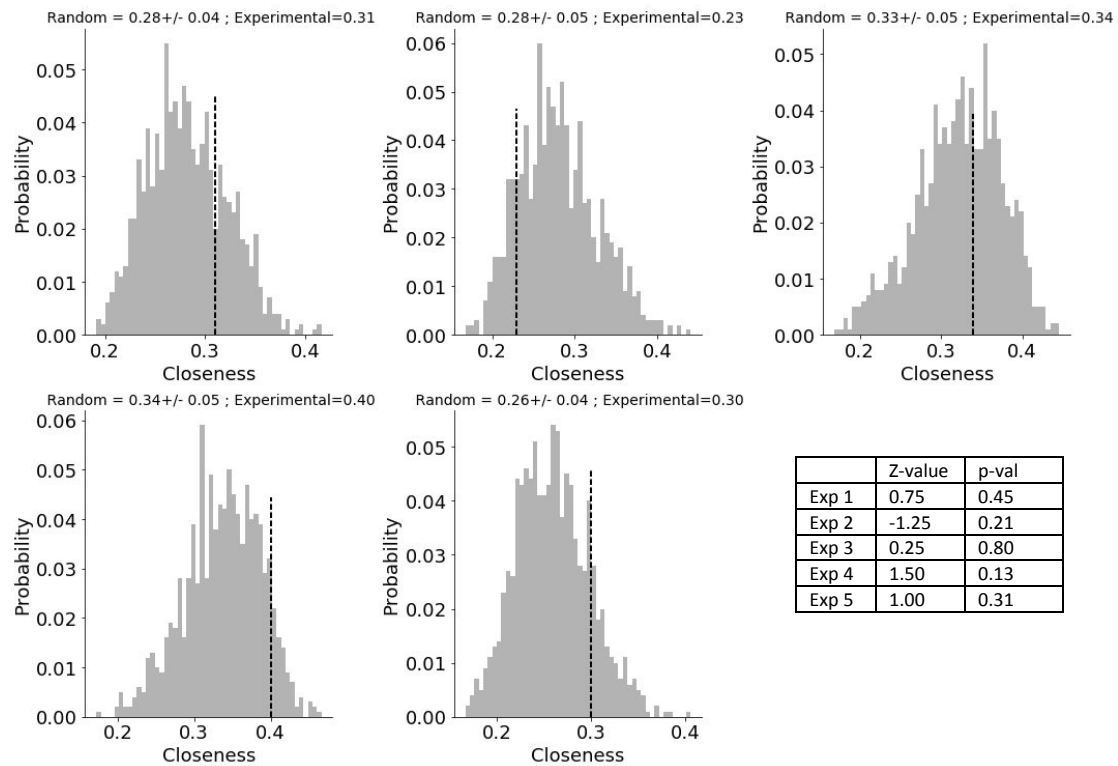 Random = 0.28+/- 0.04 ; Experimental=0.31
0.05
0.04
0.03
0.02
0.01
0.00
Probability
0.2 0.3 0.4
Closeness
Random = 0.28+/- 0.05 ; Experimental=0.23
0.06
0.05
0.04
0.03
0.02
0.01
0.00
Probability
0.2 0.3 0.4
Closeness
Random = 0.33+/- 0.05 ; Experimental=0.34
0.05
0.04
0.03
0.02
0.01
0.00
Probability
0.2 0.3 0.4
Closeness
Random = 0.34+/- 0.05 ; Experimental=0.40
0.06
0.05
0.04
0.03
0.02
0.01
0.00
Probability
0.2 0.3 0.4
Closeness
Random = 0.26+/- 0.04 ; Experimental=0.30
0.05
0.04
0.03
0.02
0.01
0.00
Probability
0.2 0.3 0.4
Closeness
Z-value p-val
Exp 1 0.75 0.45
Exp 2 -1.25 0.21
Exp 3 0.25 0.80
Exp 4 1.50 0.13
Exp 5 1.00 0.31